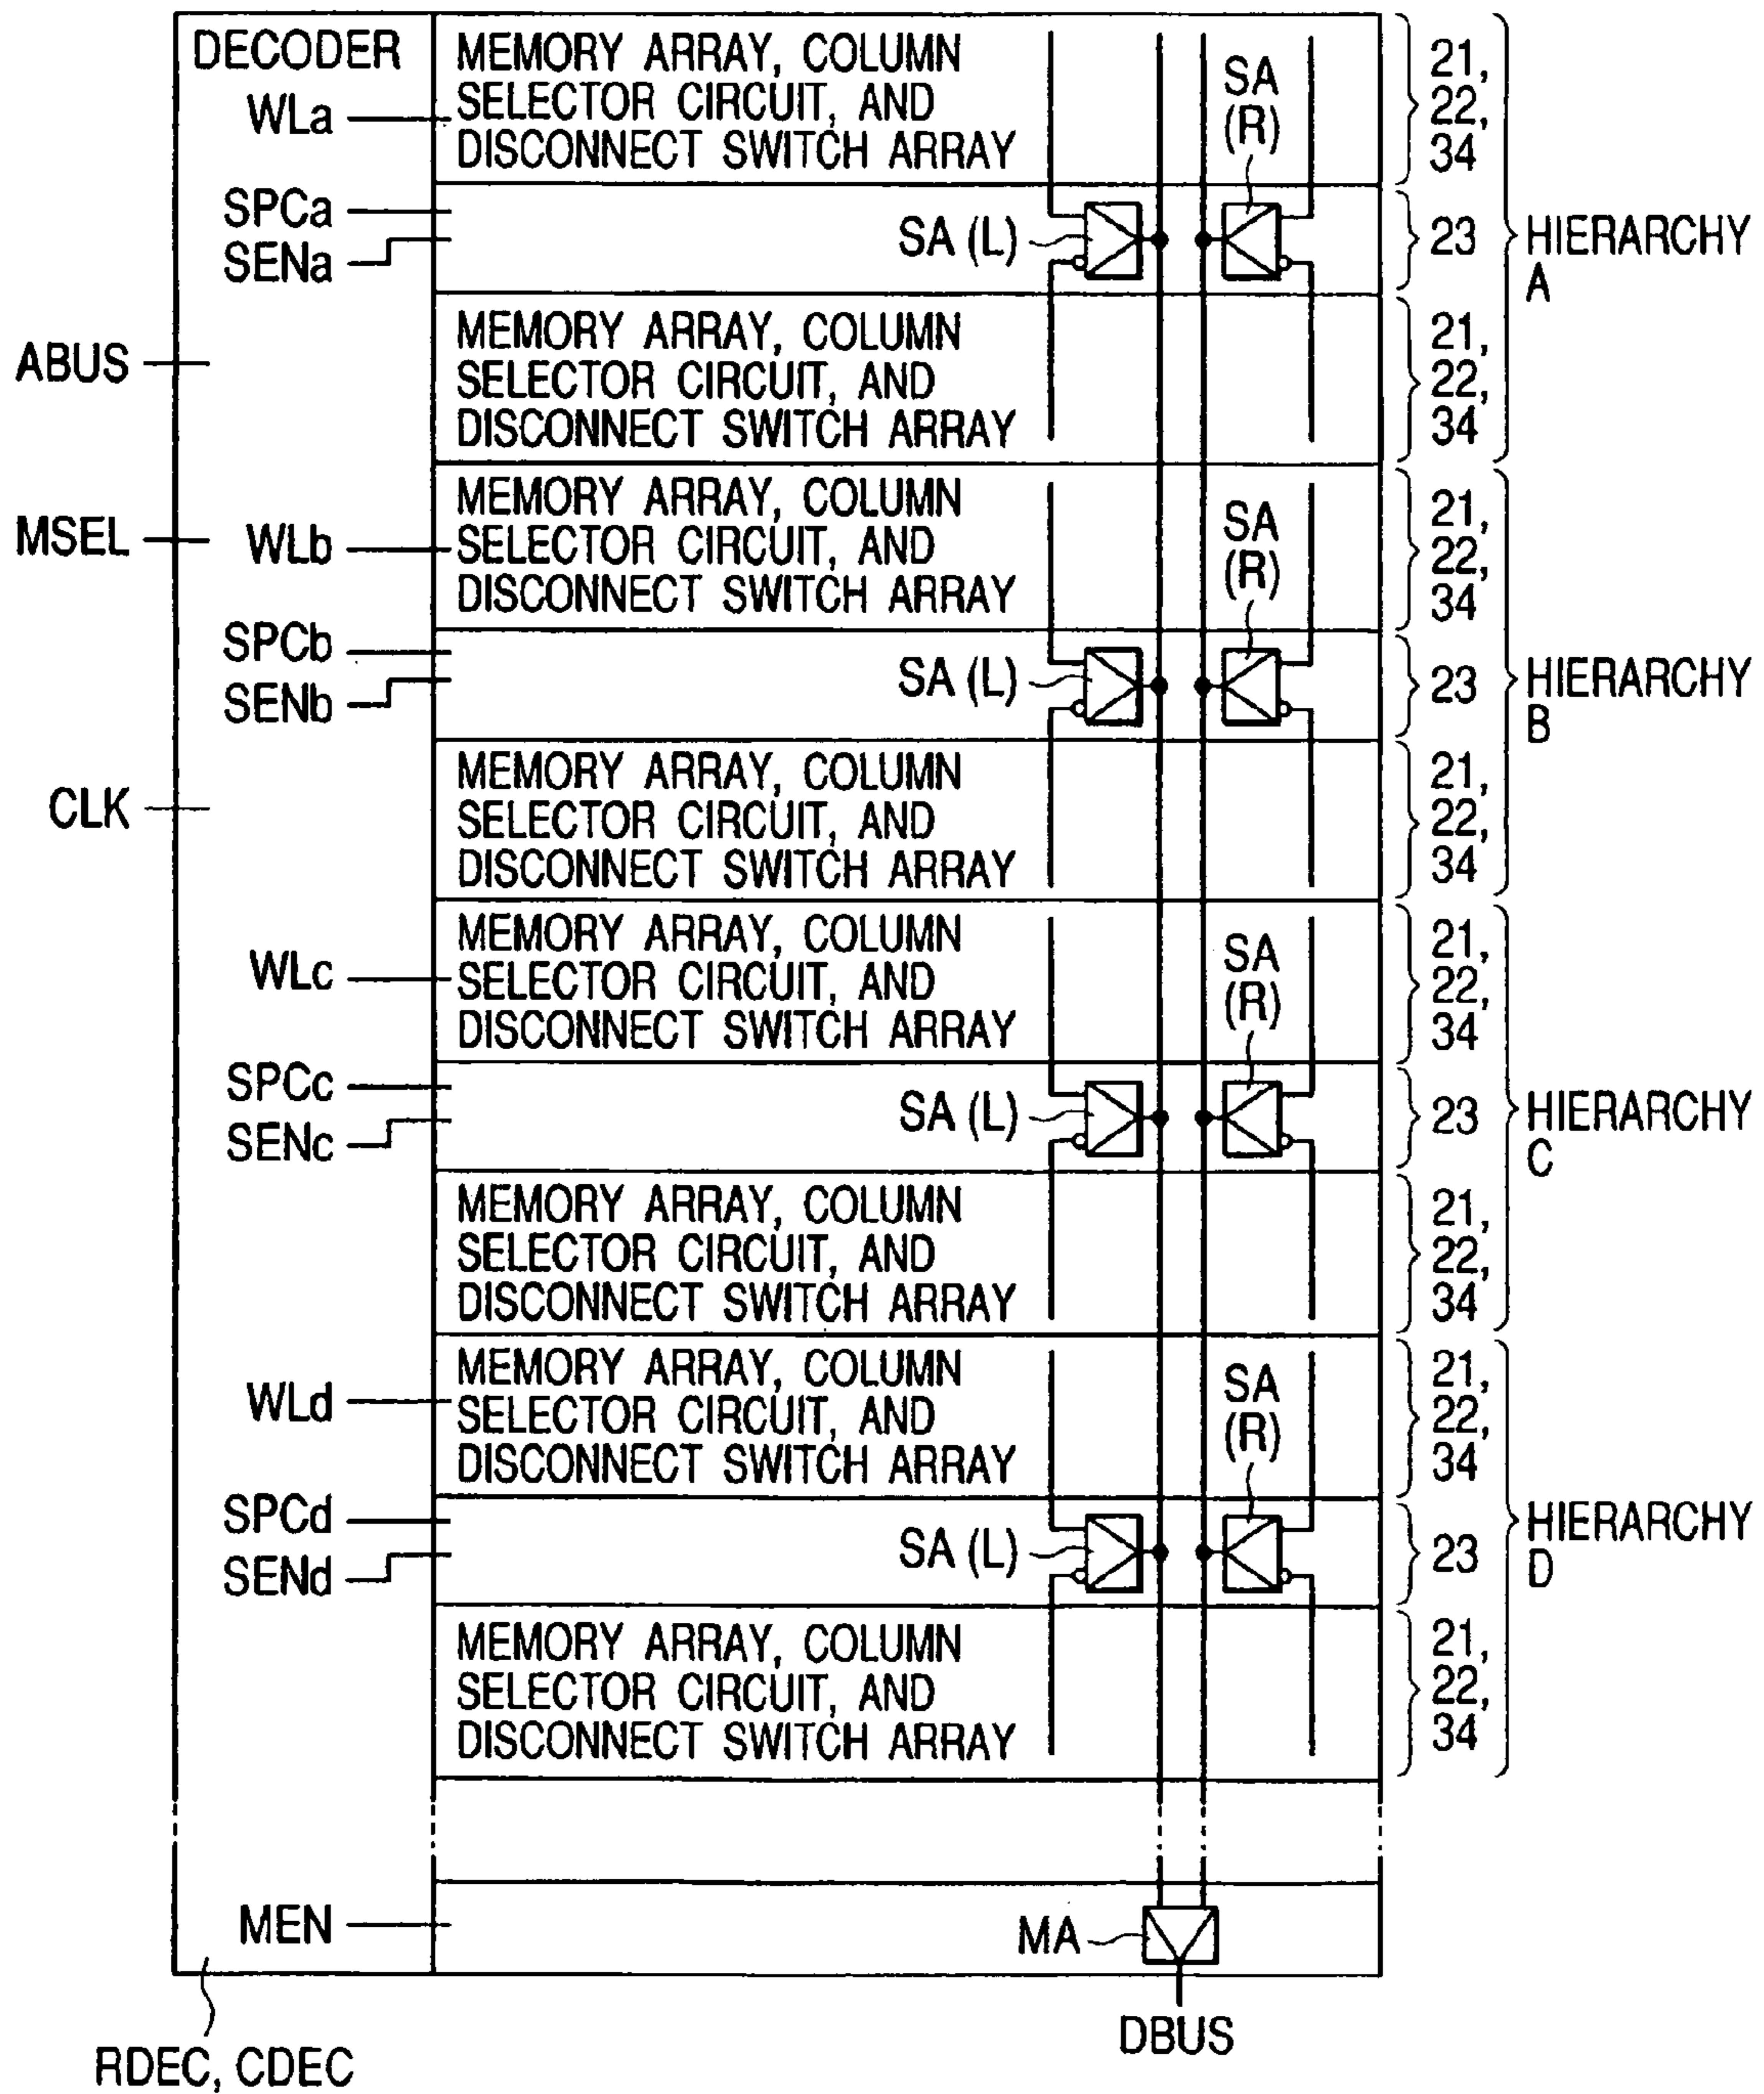 DECODER
MEMORY ARRAY, COLUMN
SELECTOR CIRCUIT, AND
DISCONNECT SWITCH ARRAY
WLa
SA
(R)
21,
22,
34
SPCa
SENa
SA (L)
23
HIERARCHY
A
ABUS
MEMORY ARRAY, COLUMN
SELECTOR CIRCUIT, AND
DISCONNECT SWITCH ARRAY
21,
22,
34
MSEL
WLb
MEMORY ARRAY, COLUMN
SELECTOR CIRCUIT, AND
DISCONNECT SWITCH ARRAY
SA
(R)
21,
22,
34
SPCb
SENb
SA (L)
23
HIERARCHY
B
CLK
MEMORY ARRAY, COLUMN
SELECTOR CIRCUIT, AND
DISCONNECT SWITCH ARRAY
21,
22,
34
WLc
MEMORY ARRAY, COLUMN
SELECTOR CIRCUIT, AND
DISCONNECT SWITCH ARRAY
SA
(R)
21,
22,
34
SPCc
SENc
SA (L)
23
HIERARCHY
C
MEMORY ARRAY, COLUMN
SELECTOR CIRCUIT, AND
DISCONNECT SWITCH ARRAY
21,
22,
34
WLd
MEMORY ARRAY, COLUMN
SELECTOR CIRCUIT, AND
DISCONNECT SWITCH ARRAY
SA
(R)
21,
22,
34
SPCd
SENd
SA (L)
23
HIERARCHY
D
MEMORY ARRAY, COLUMN
SELECTOR CIRCUIT, AND
DISCONNECT SWITCH ARRAY
21,
22,
34
MEN
MA
DBUS
RDEC, CDEC